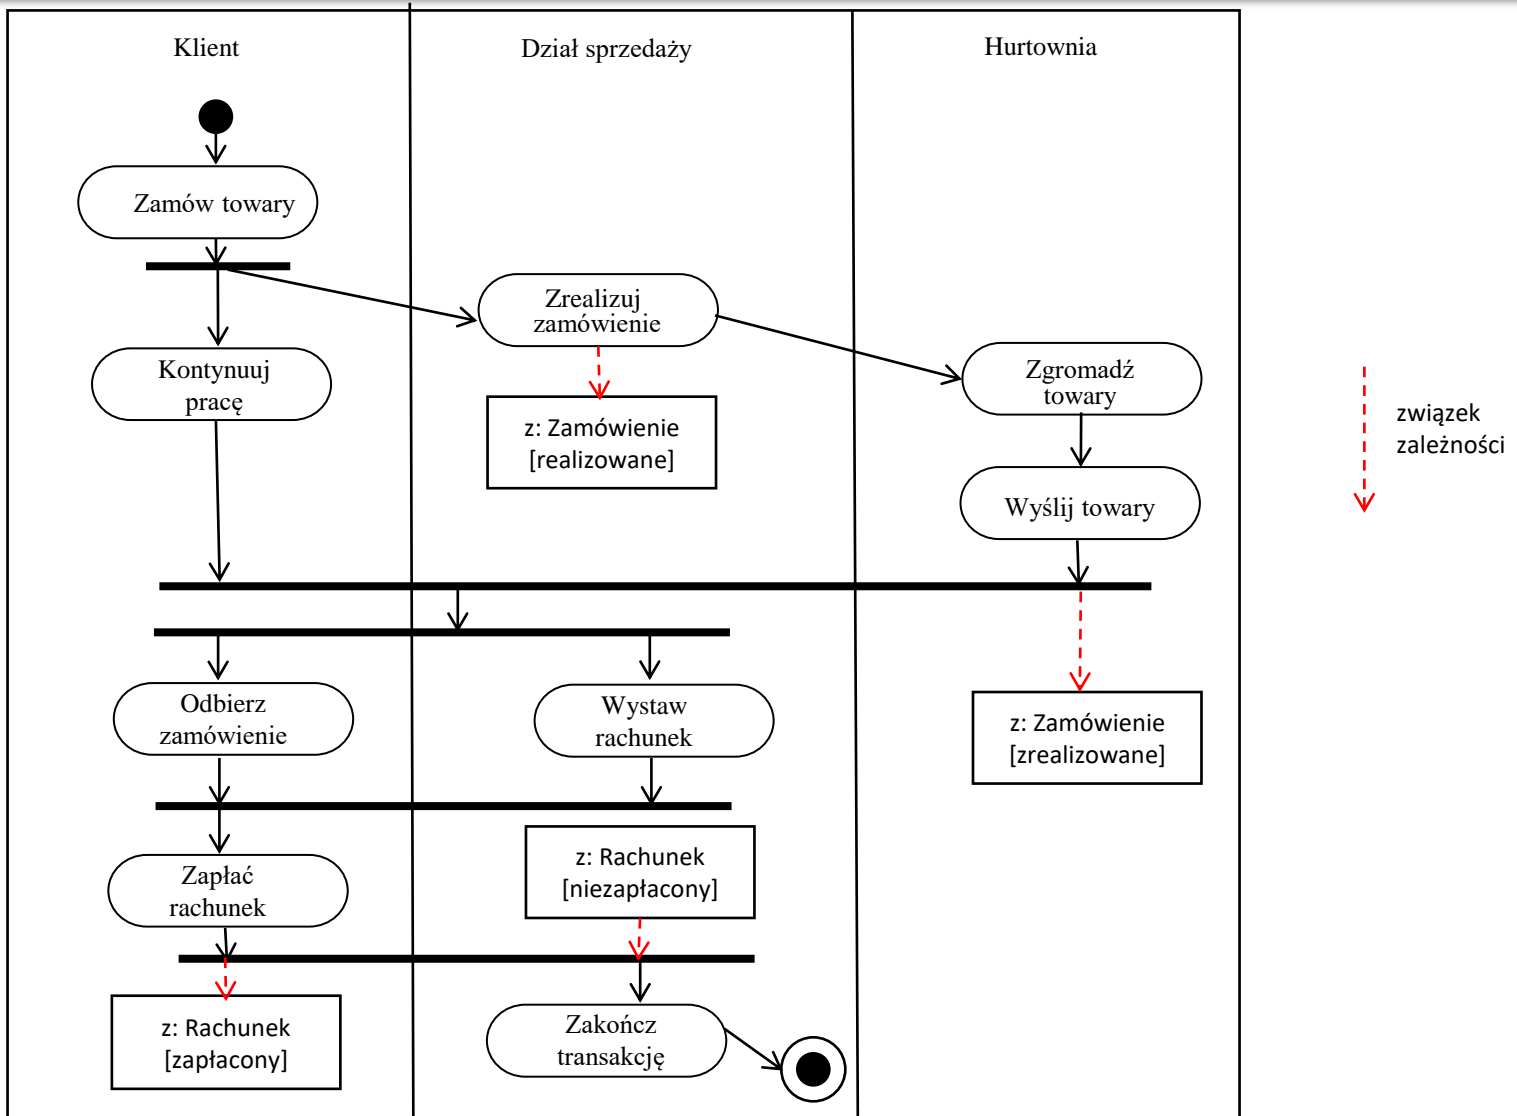 Klient
Dział sprzedaży
Hurtownia
Zamów towary
Zrealizuj
zamówienie
Kontynuuj
pracę
Zgromadź
towary
z: Zamówienie
[realizowane]
związek
zależności
Wyślij towary
Odbierz
zamówienie
Wystaw
rachunek
z: Zamówienie
[zrealizowane]
Zapłać
rachunek
z: Rachunek
[niezapłacony]
z: Rachunek
[zapłacony]
Zakończ
transakcję